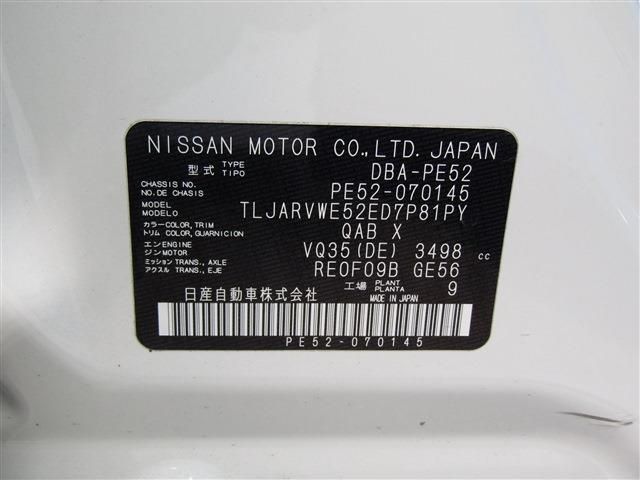 NISSAN MOTOR CO.,LTD. JAPAN
型式 TYPE TIPO DBA-PE52
CHASSIS NO. NO.DE CHASIS PE52-070145
MODEL MODELO TLJARVWE52ED7P81PY
カラー COLOR, TRIM トリム COLOR, GUARNICION QAB X
エン ENGINE ジン MOTOR VQ35(DE) 3498 cc
ミッション TRANS., AXLE アクスル TRANS., EJE RE0F09B GE56
工場 PLANT PLANTA 9
日産自動車株式会社 MADE IN JAPAN
PE52-070145